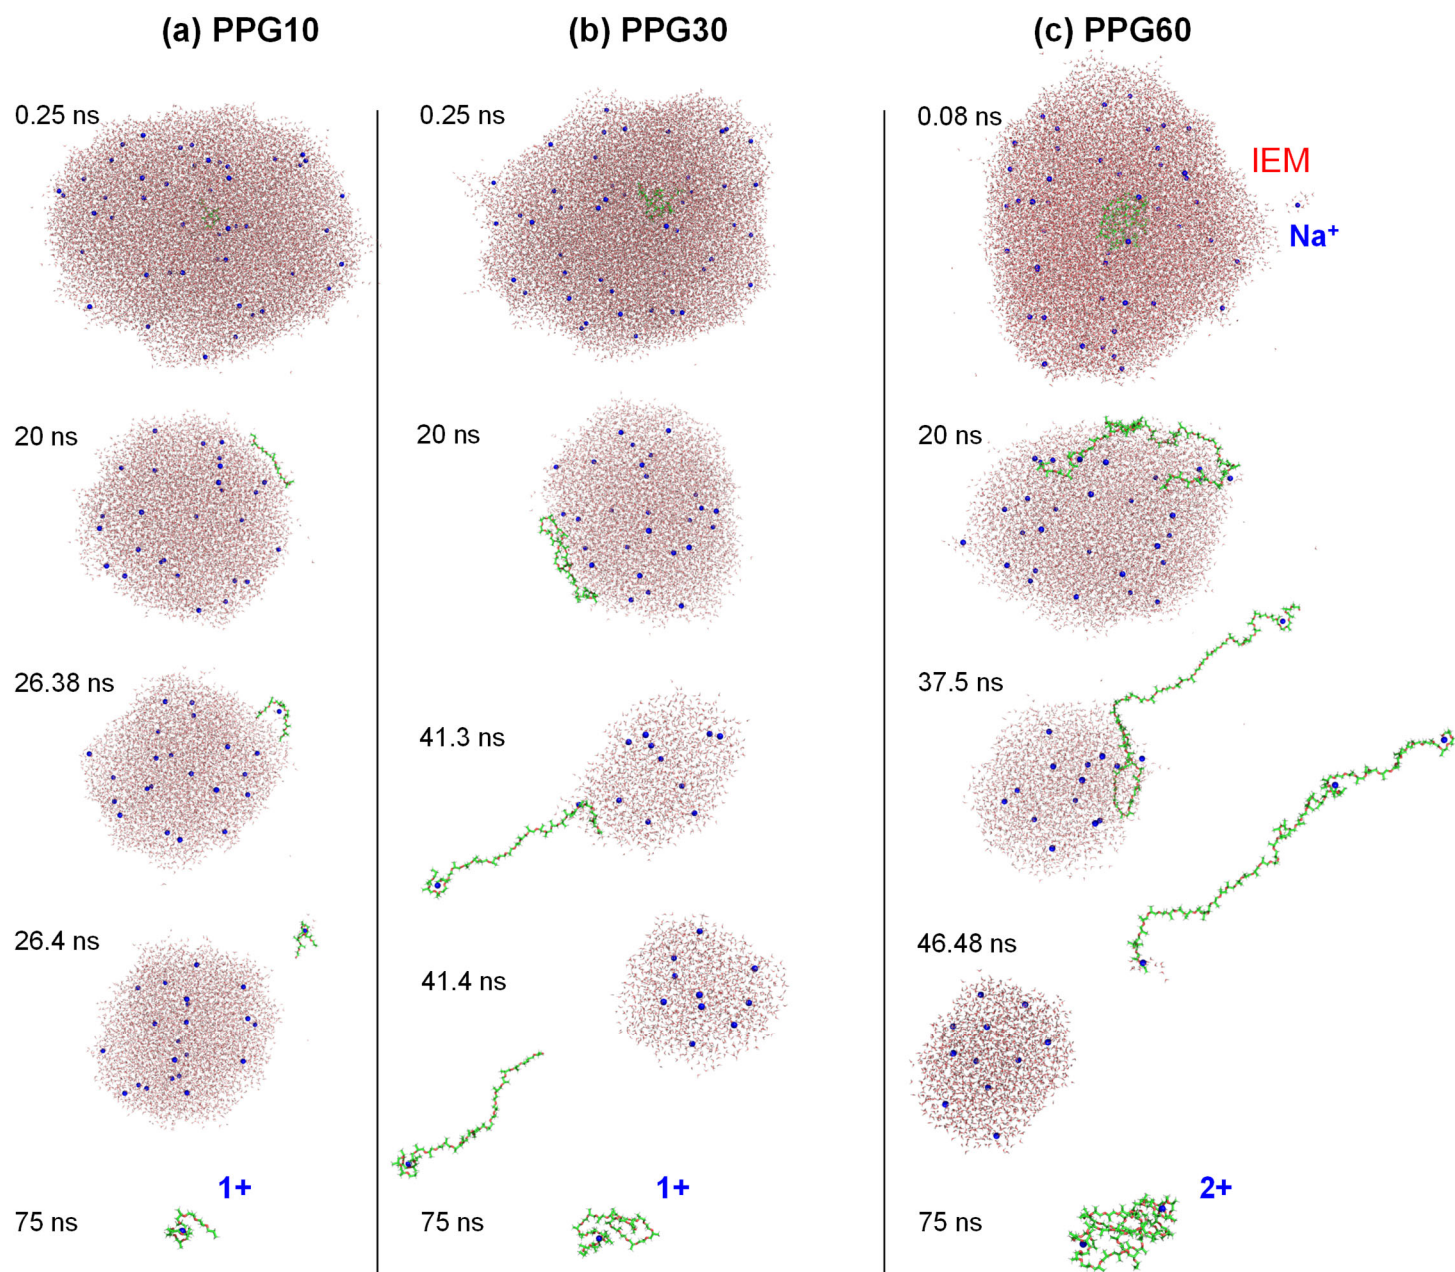 (a) PPG10
0.25 ns
20 ns
26.38 ns
26.4 ns
1+
75 ns
(b) PPG30
0.25 ns
20 ns
41.3 ns
41.4 ns
1+
75 ns
(c) PPG60
0.08 ns
IEM
Na⁺
20 ns
37.5 ns
46.48 ns
2+
75 ns